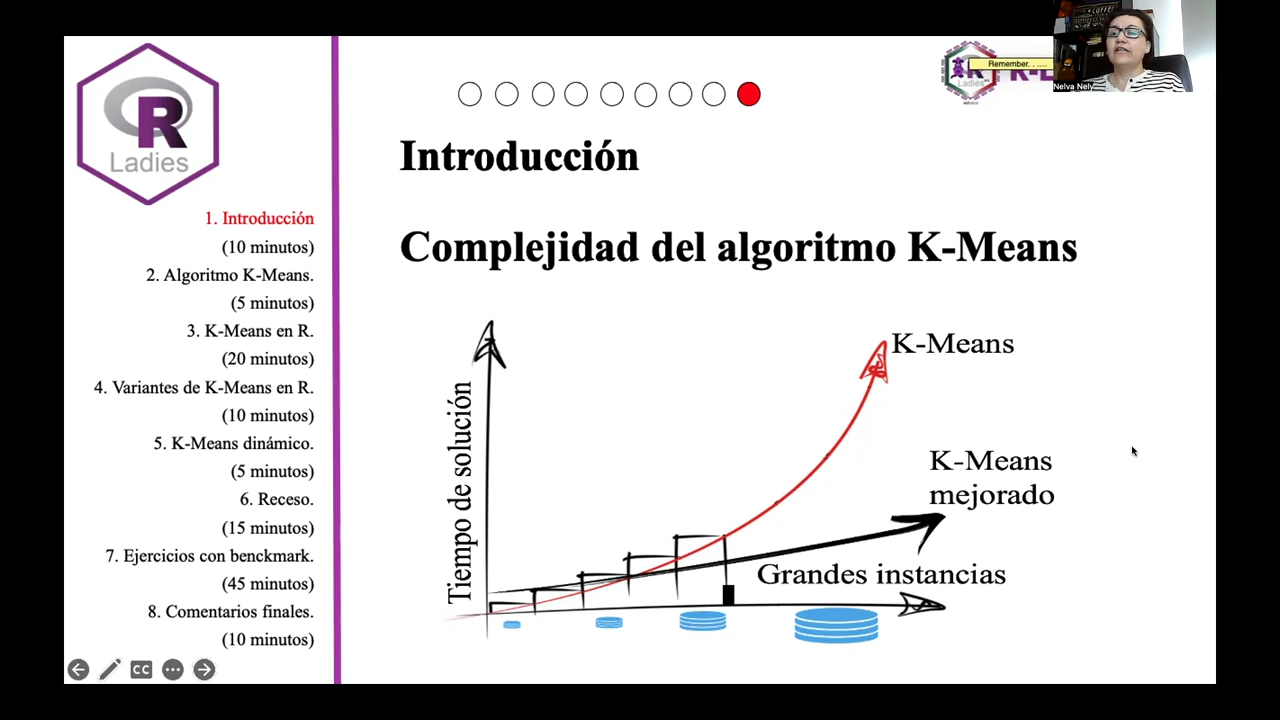 R
Ladies
1. Introducción
(10 minutos)
2. Algoritmo K-Means.
(5 minutos)
3. K-Means en R.
(20 minutos)
4. Variantes de K-Means en R.
(10 minutos)
5. K-Means dinámico.
(5 minutos)
6. Receso.
(15 minutos)
7. Ejercicios con benckmark.
(45 minutos)
8. Comentarios finales.
(10 minutos)
CC
Remember. . ....
Ladies
Nelva Nely
Introducción
Complejidad del algoritmo K-Means
Tiempo de solución
K-Means
K-Means
mejorado
Grandes instancias